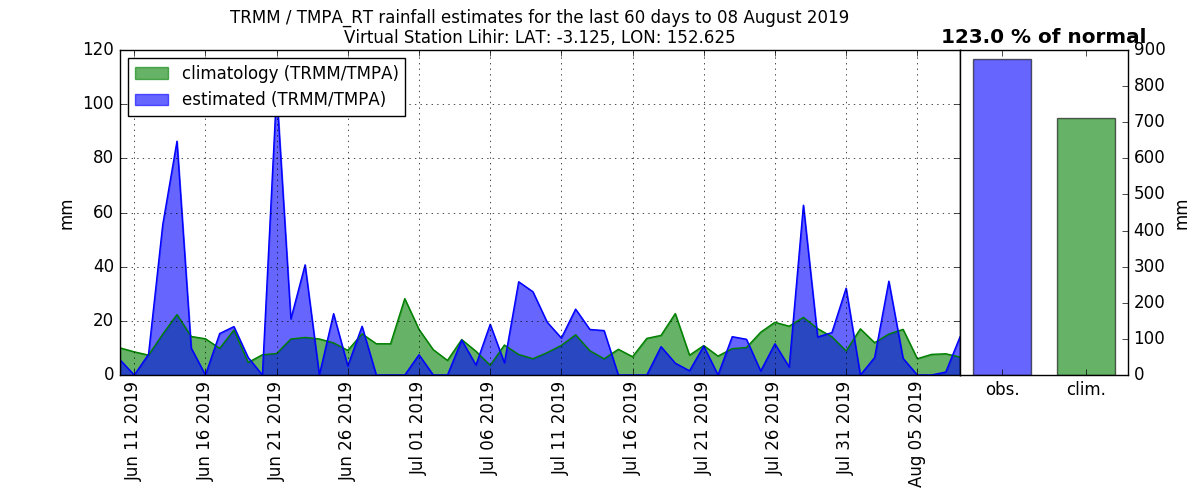 TRMM / TMPA_RT rainfall estimates for the last 60 days to 08 August 2019
Virtual Station Lihir: LAT: -3.125, LON: 152.625
123.0 % of normal
climatology (TRMM/TMPA)
estimated (TRMM/TMPA)
mm
120
100
80
60
40
20
0
Jun 11 2019
Jun 16 2019
Jun 21 2019
Jun 26 2019
Jul 01 2019
Jul 06 2019
Jul 11 2019
Jul 16 2019
Jul 21 2019
Jul 26 2019
Jul 31 2019
Aug 05 2019
obs.
clim.
900
800
700
600
500
400
300
200
100
0
mm